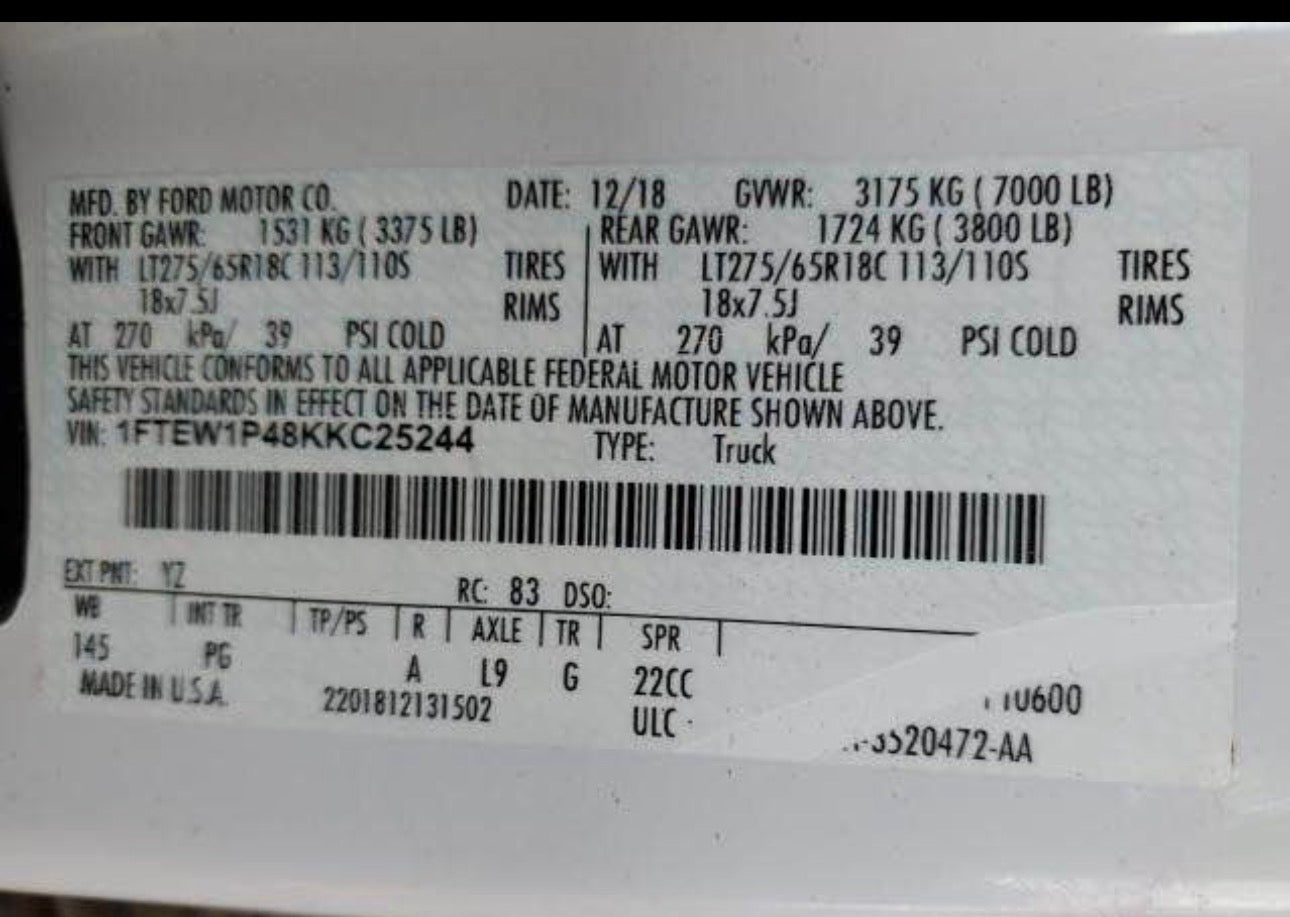 MFD. BY FORD MOTOR CO. DATE: 12/18 GVWR: 3175 KG ( 7000 LB)
FRONT GAWR: 1531 KG ( 3375 LB) REAR GAWR: 1724 KG ( 3800 LB)
WITH LT275/65R18C 113/110S TIRES WITH LT275/65R18C 113/110S TIRES
18x7.5J RIMS 18x7.5J RIMS
AT 270 kPa/ 39 PSI COLD AT 270 kPa/ 39 PSI COLD
THIS VEHICLE CONFORMS TO ALL APPLICABLE FEDERAL MOTOR VEHICLE
SAFETY STANDARDS IN EFFECT ON THE DATE OF MANUFACTURE SHOWN ABOVE.
VIN: 1FTEW1P48KKC25244 TYPE: Truck
EXT PNT: YZ RC: 83 DSO:
WB INT TR TP/PS R AXLE TR SPR
145 PG A L9 G 22CC
MADE IN U.S.A. 2201812131502 ULC